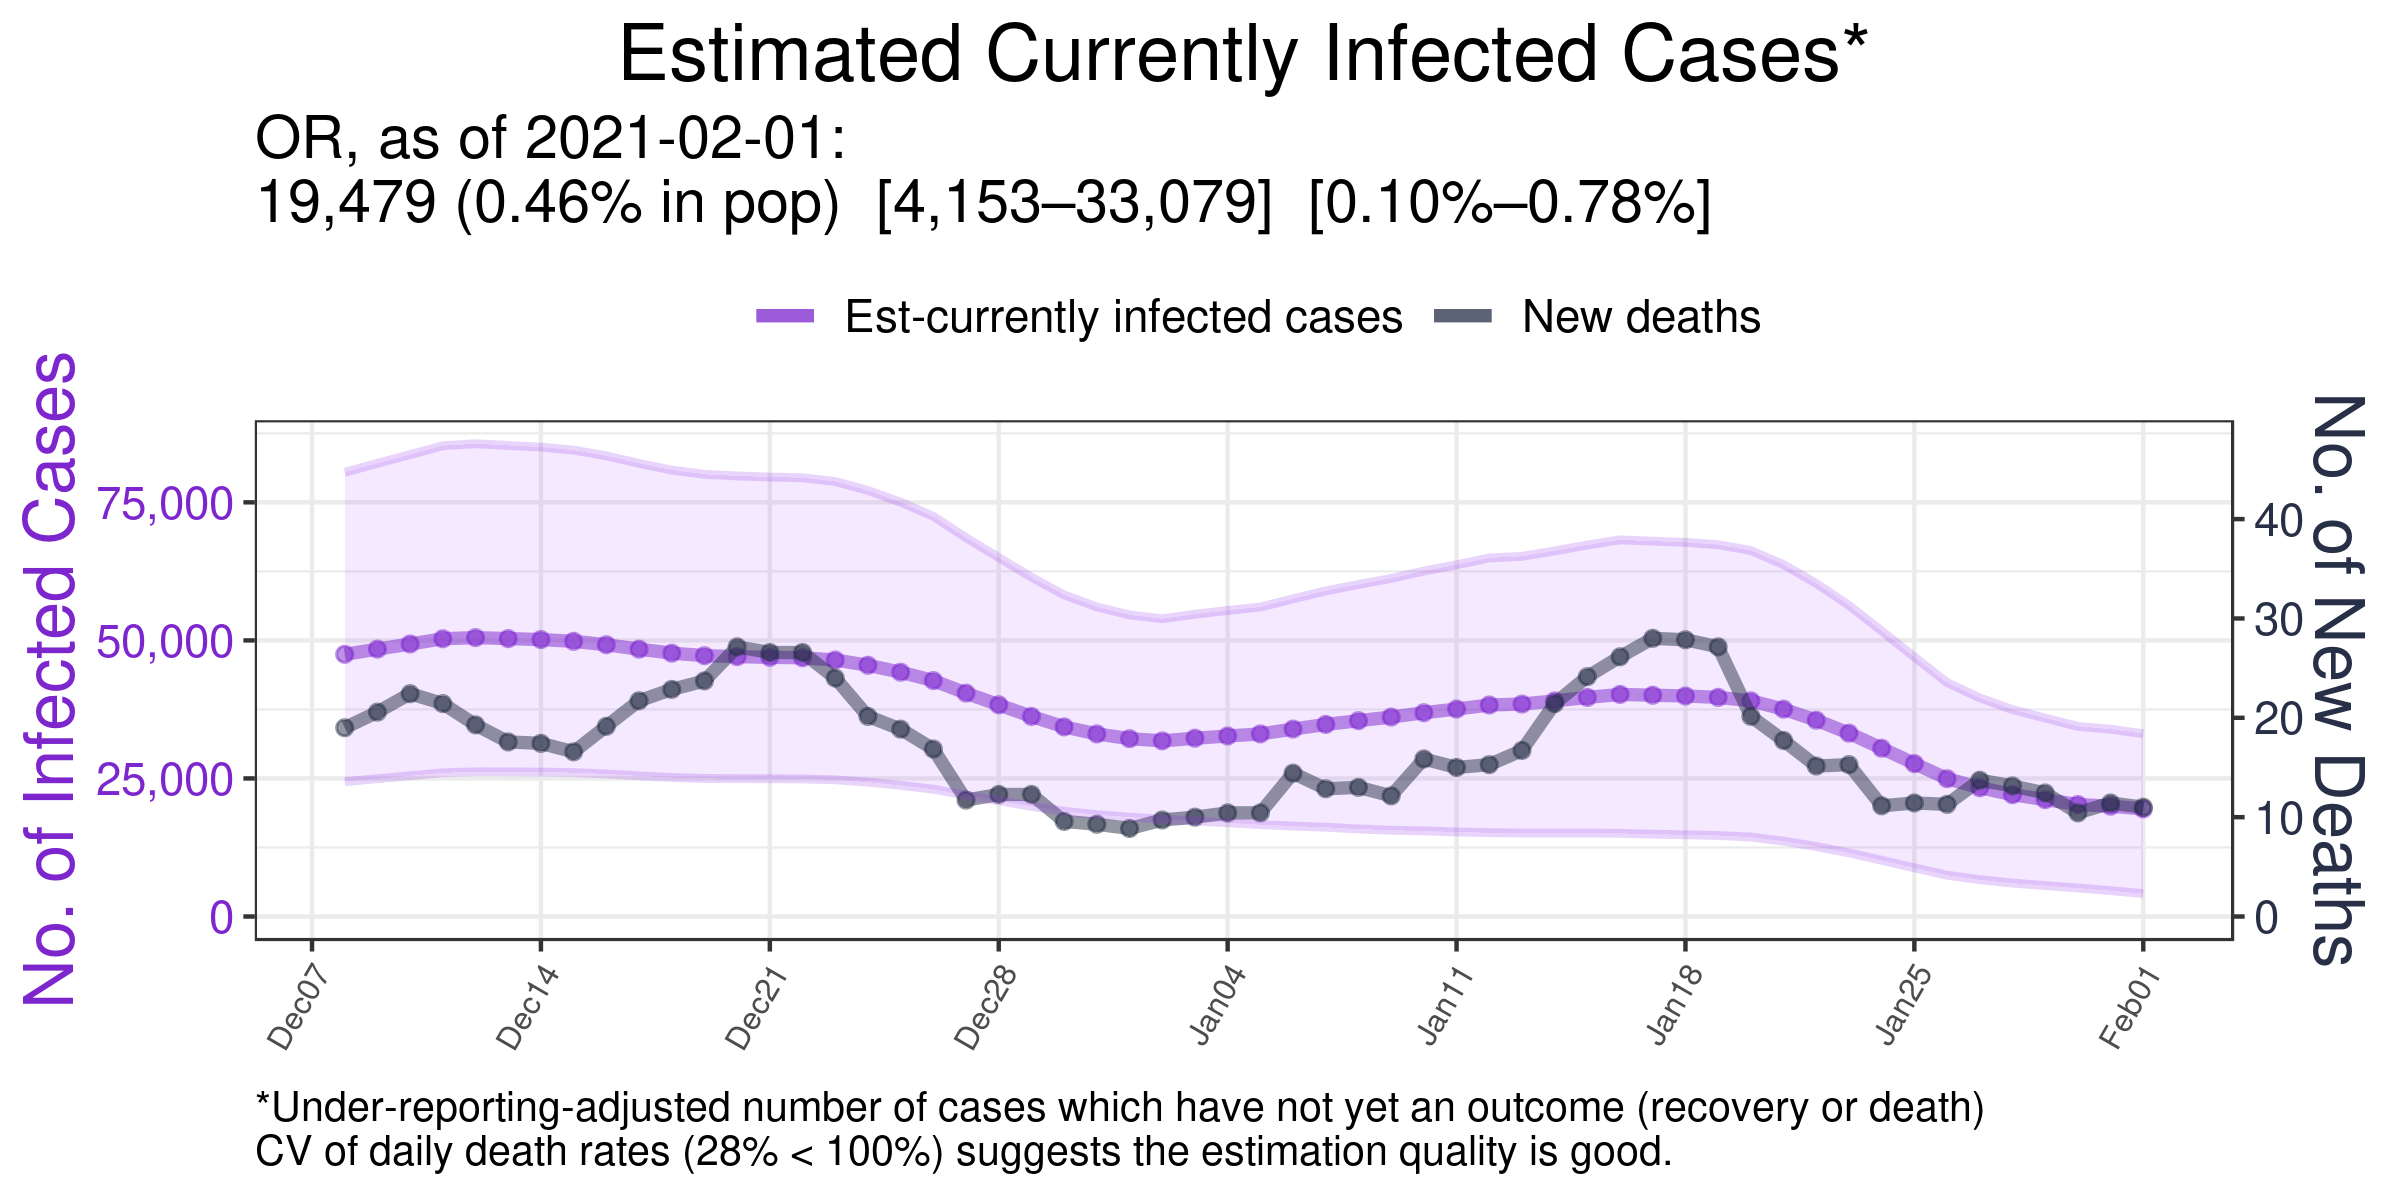 Estimated Currently Infected Cases*
OR, as of 2021-02-01:
19,479 (0.46% in pop)  [4,153–33,079]  [0.10%–0.78%]
Est-currently infected cases
New deaths
No. of Infected Cases
75,000
50,000
25,000
0
No. of New Deaths
40
30
20
10
0
Dec07
Dec14
Dec21
Dec28
Jan04
Jan11
Jan18
Jan25
Feb01
*Under-reporting-adjusted number of cases which have not yet an outcome (recovery or death)
CV of daily death rates (28% < 100%) suggests the estimation quality is good.